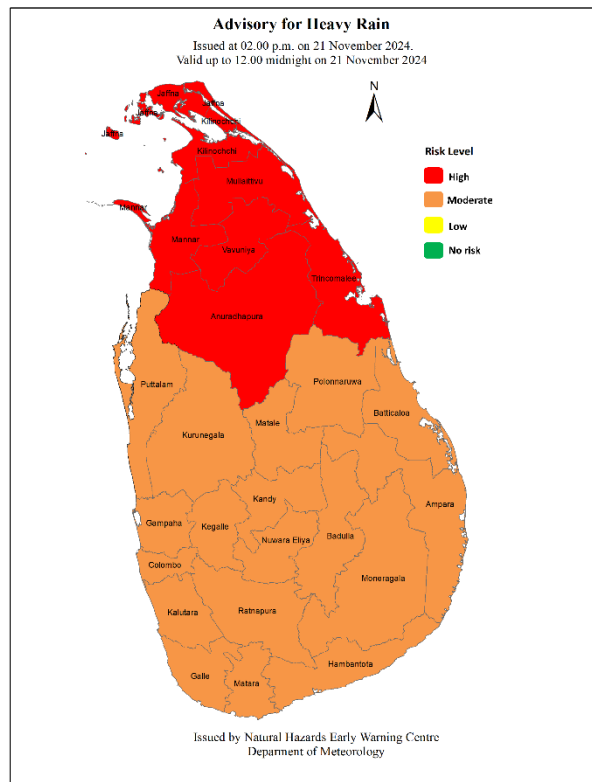 Advisory for Heavy Rain
Issued at 02.00 p.m. on 21 November 2024.
Valid up to 12.00 midnight on 21 November 2024
N
Jaffna
Jaffna
Jaffna
Jaffna
Kilinochchi
Kilinochchi
Mullaittivu
Mannar
Mannar
Vavuniya
Trincomalee
Anuradhapura
Risk Level
High
Moderate
Low
No risk
Polonnaruwa
Puttalam
Batticaloa
Matale
Kurunegala
Kandy
Ampara
Gampaha
Kegalle
Nuwara Eliya
Badulla
Colombo
Moneragala
Kalutara
Ratnapura
Hambantota
Galle
Matara
Issued by Natural Hazards Early Warning Centre
Deparment of Meteorology